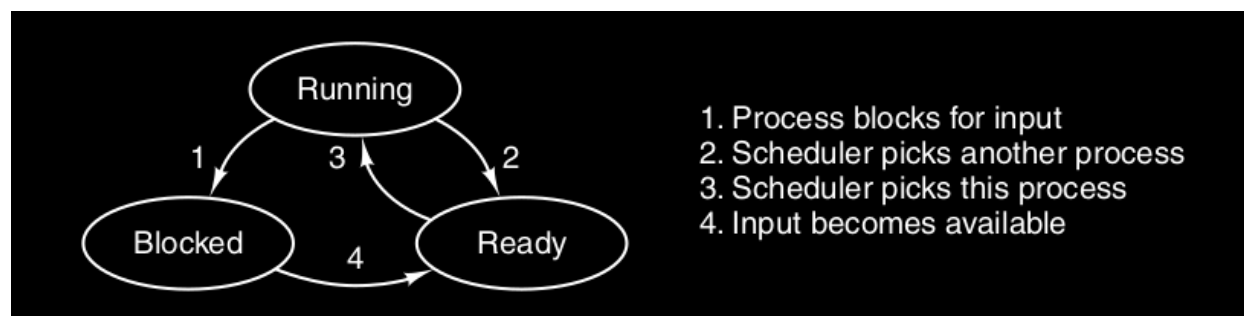 Running
1
3
2
Blocked
4
Ready
1. Process blocks for input
2. Scheduler picks another process
3. Scheduler picks this process
4. Input becomes available